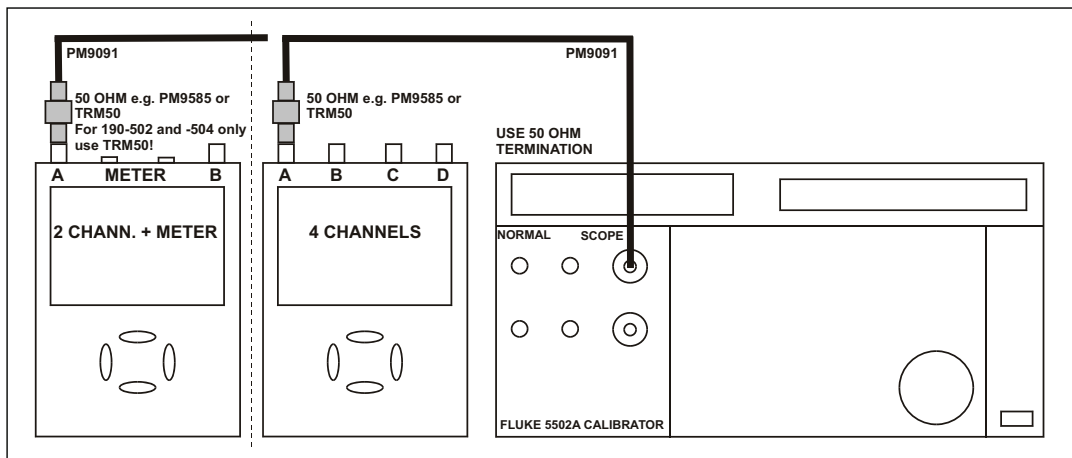 PM9091
50 OHM e.g. PM9585 or
TRM50
For 190-502 and -504 only
use TRM50!
A METER B
2 CHANN. + METER
PM9091
50 OHM e.g. PM9585 or
TRM50
A B C D
4 CHANNELS
USE 50 OHM
TERMINATION
NORMAL SCOPE
FLUKE 5502A CALIBRATOR